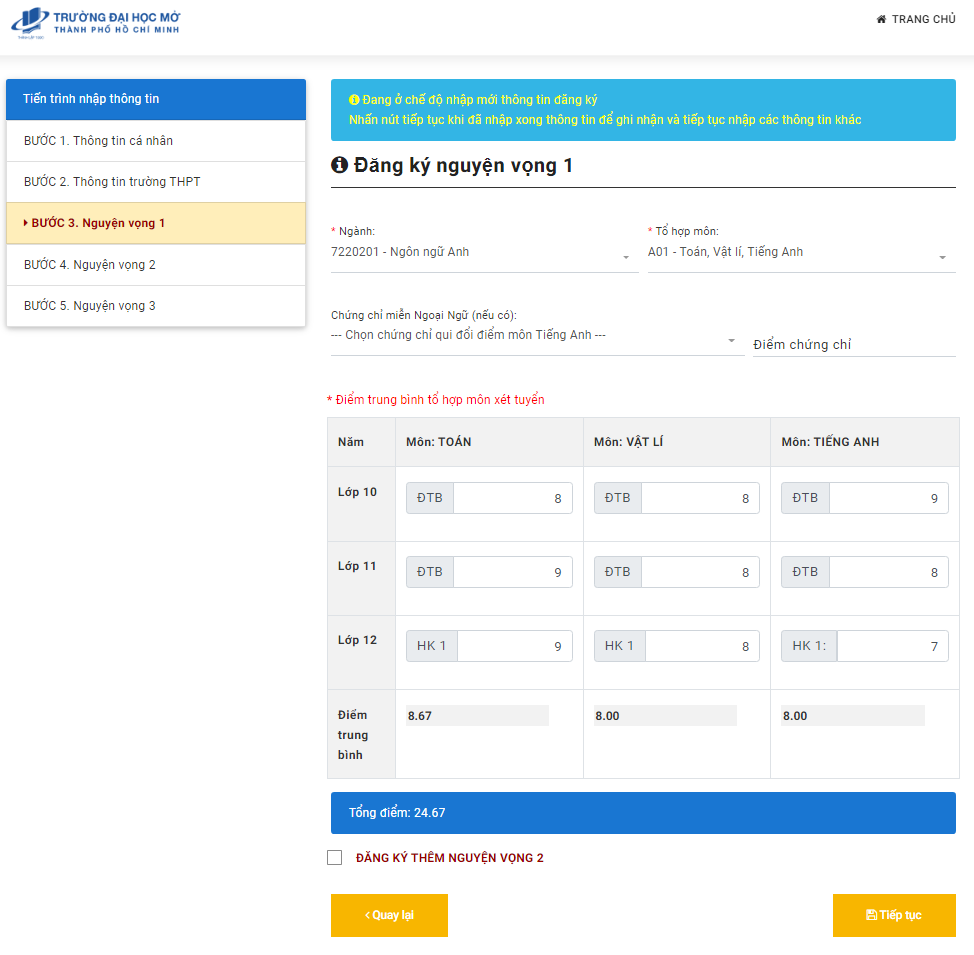 TRƯỜNG ĐẠI HỌC MỞ
THÀNH PHỐ HỒ CHÍ MINH
TRANG CHỦ
Tiến trình nhập thông tin
BƯỚC 1. Thông tin cá nhân
BƯỚC 2. Thông tin trường THPT
BƯỚC 3. Nguyện vọng 1
BƯỚC 4. Nguyện vọng 2
BƯỚC 5. Nguyện vọng 3
Đang ở chế độ nhập mới thông tin đăng ký
Nhấn nút tiếp tục khi đã nhập xong thông tin để ghi nhận và tiếp tục nhập các thông tin khác
Đăng ký nguyện vọng 1
* Ngành: * Tổ hợp môn:
7220201 - Ngôn ngữ Anh A01 - Toán, Vật lí, Tiếng Anh
Chứng chỉ miễn Ngoại Ngữ (nếu có):
--- Chọn chứng chỉ qui đổi điểm môn Tiếng Anh --- Điểm chứng chỉ
* Điểm trung bình tổ hợp môn xét tuyển
Năm Môn: TOÁN Môn: VẬT LÍ Môn: TIẾNG ANH
Lớp 10 ĐTB 8 ĐTB 8 ĐTB 9
Lớp 11 ĐTB 9 ĐTB 8 ĐTB 8
Lớp 12 HK 1 9 HK 1 8 HK 1: 7
Điểm 8.67 8.00 8.00
trung
bình
Tổng điểm: 24.67
ĐĂNG KÝ THÊM NGUYỆN VỌNG 2
Quay lại Tiếp tục